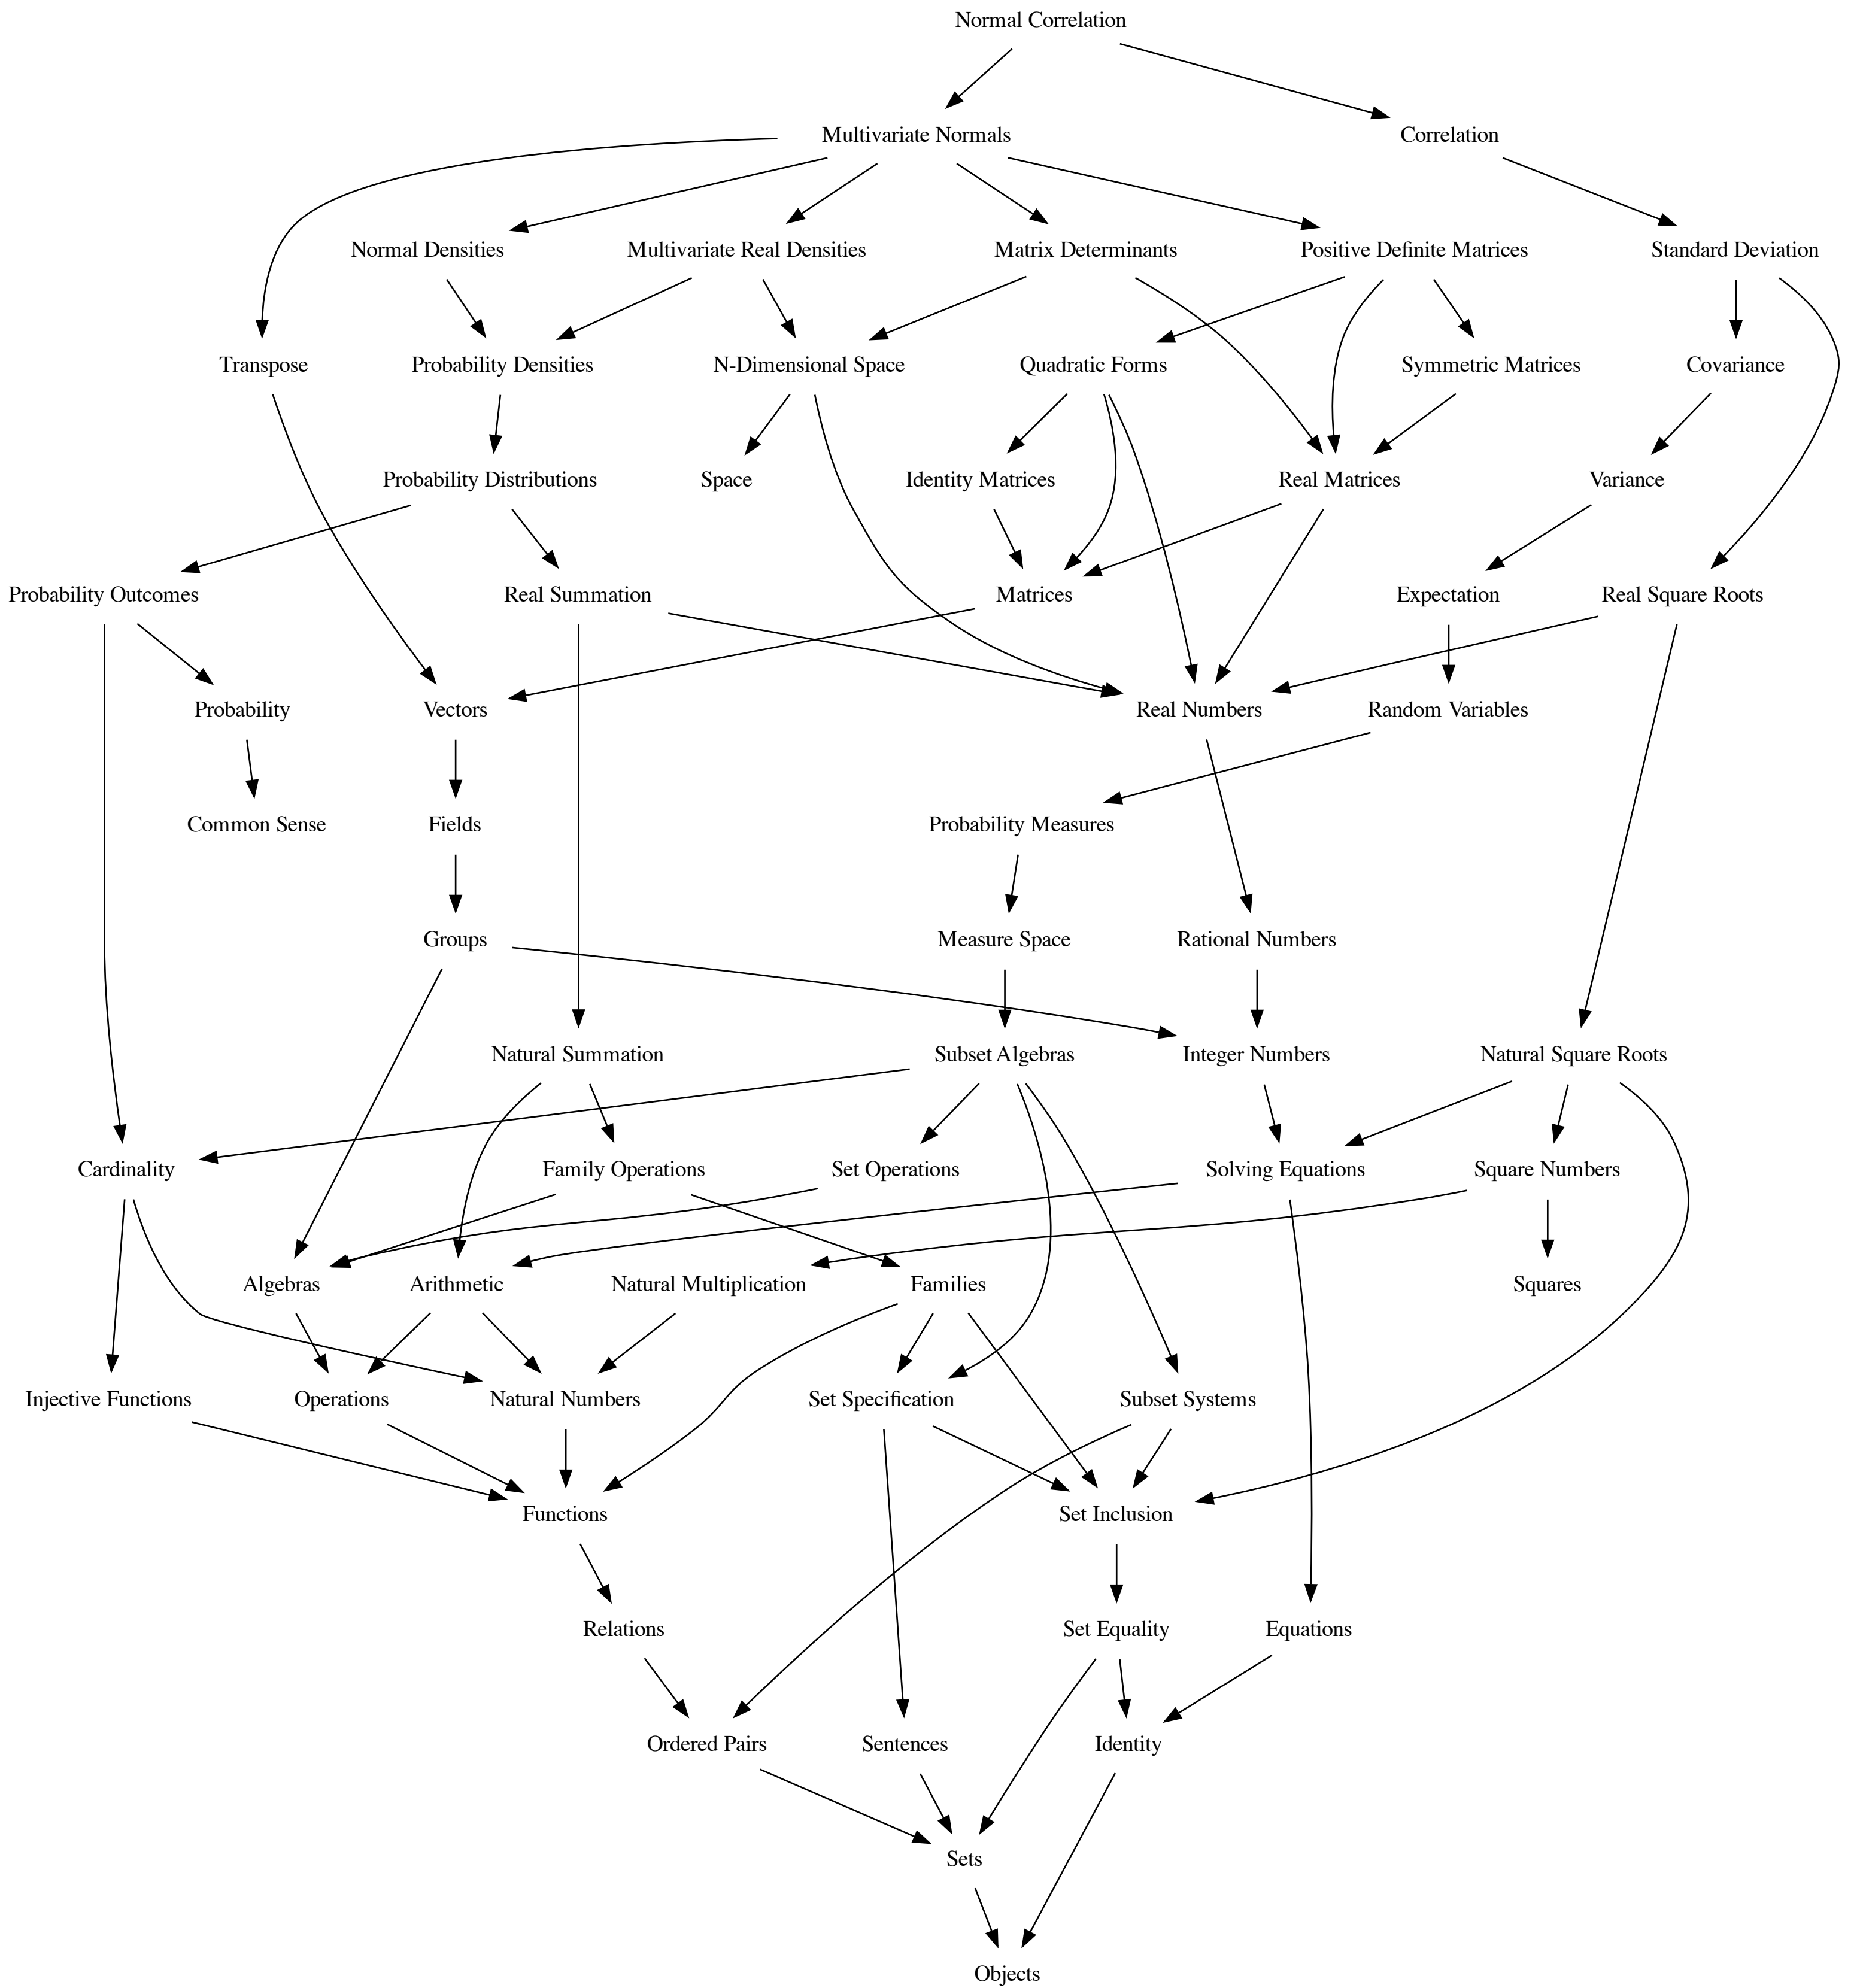 Normal Correlation
Multivariate Normals
Correlation
Normal Densities
Multivariate Real Densities
Matrix Determinants
Positive Definite Matrices
Standard Deviation
Transpose
Probability Densities
N-Dimensional Space
Quadratic Forms
Symmetric Matrices
Covariance
Probability Distributions
Space
Identity Matrices
Real Matrices
Variance
Probability Outcomes
Real Summation
Matrices
Expectation
Real Square Roots
Probability
Vectors
Real Numbers
Random Variables
Common Sense
Fields
Probability Measures
Groups
Measure Space
Rational Numbers
Natural Summation
Subset Algebras
Integer Numbers
Natural Square Roots
Cardinality
Family Operations
Set Operations
Solving Equations
Square Numbers
Algebras
Arithmetic
Natural Multiplication
Families
Squares
Injective Functions
Operations
Natural Numbers
Set Specification
Subset Systems
Functions
Set Inclusion
Relations
Set Equality
Equations
Ordered Pairs
Sentences
Identity
Sets
Objects